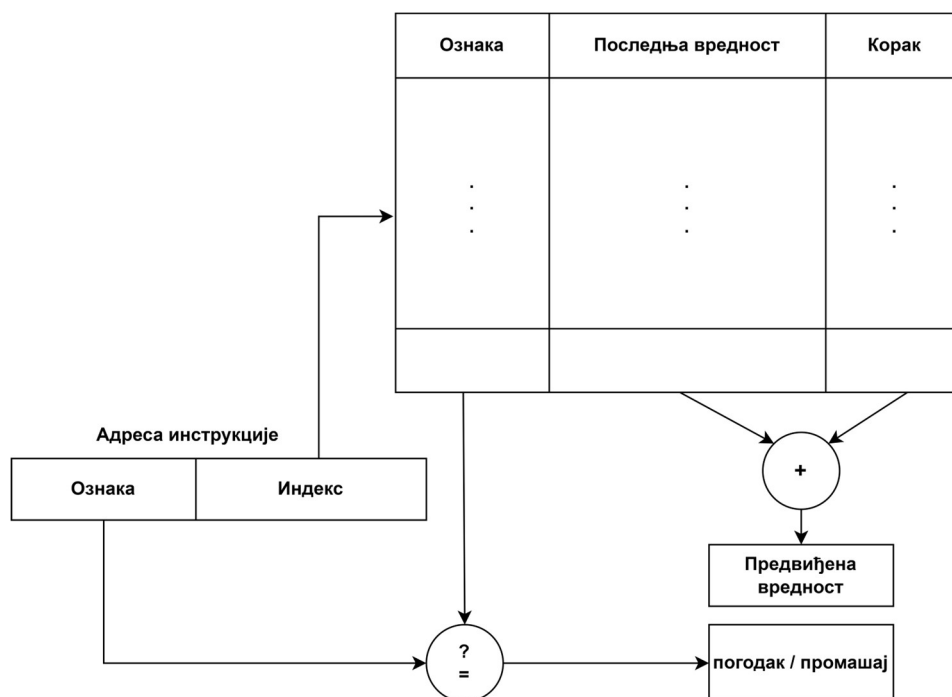 Ознака Последња вредност Корак
.
.
.
.
.
.
.
.
.
Адреса инструкције
Ознака Индекс
+
Предвиђена
вредност
?
=
погодак / промашај